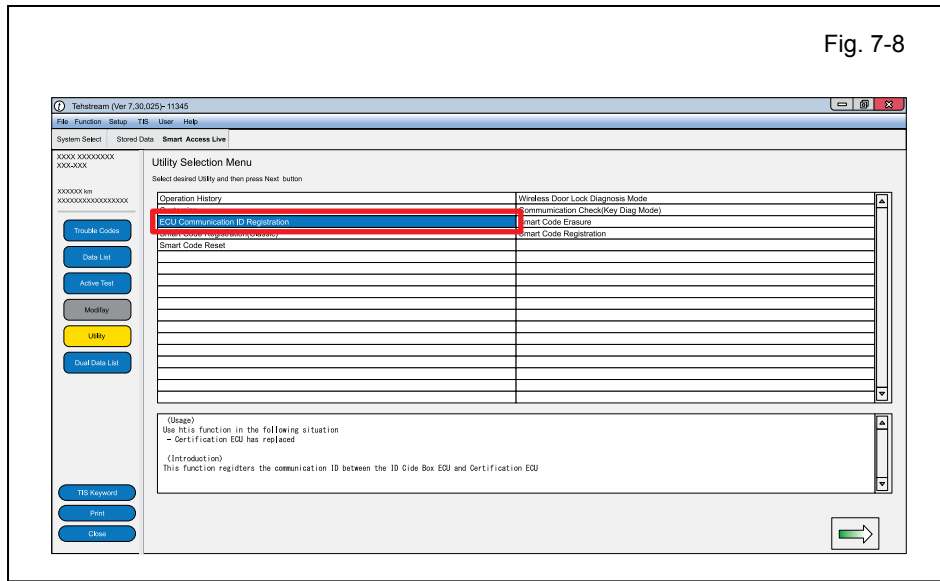 Fig. 7-8
Tehstream (Ver 7,30,025)- 11345
File Function Setup TIS User Help
System Select Stored Data Smart Access Live
XXXX XXXXXXXX
XXX-XXX
XXXXXX km
XXXXXXXXXXXXXXXXX
Trouble Codes
Data List
Active Test
Modifay
Utility
Dual Data List
TIS Keyword
Print
Close
Utility Selection Menu
Select desired Utility and then press Next button
Operation History Wireless Door Lock Diagnosis Mode
Communication Check(Key Diag Mode)
ECU Communication ID Registration Smart Code Erasure
Smart Code Registration(Classic) Smart Code Registration
Smart Code Reset
(Usage)
Use htis function in the following situation
- Certification ECU has replaced
(Introduction)
This function regidters the communication ID between the ID Cide Box ECU and Certification ECU